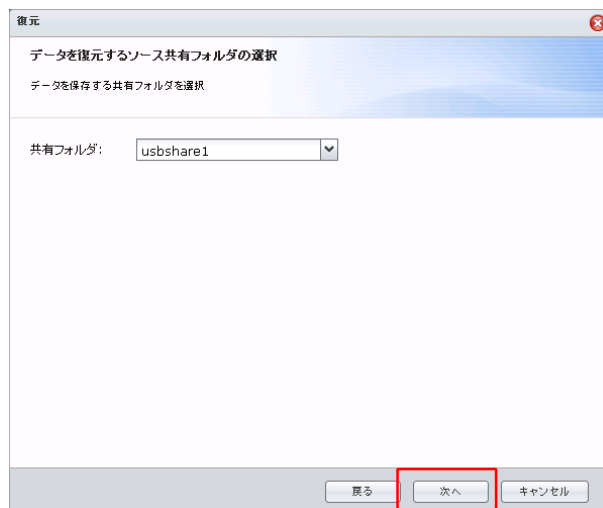 復元
データを復元するソース共有フォルダの選択
データを保存する共有フォルダを選択
共有フォルダ: usbshare1
戻る 次へ キャンセル